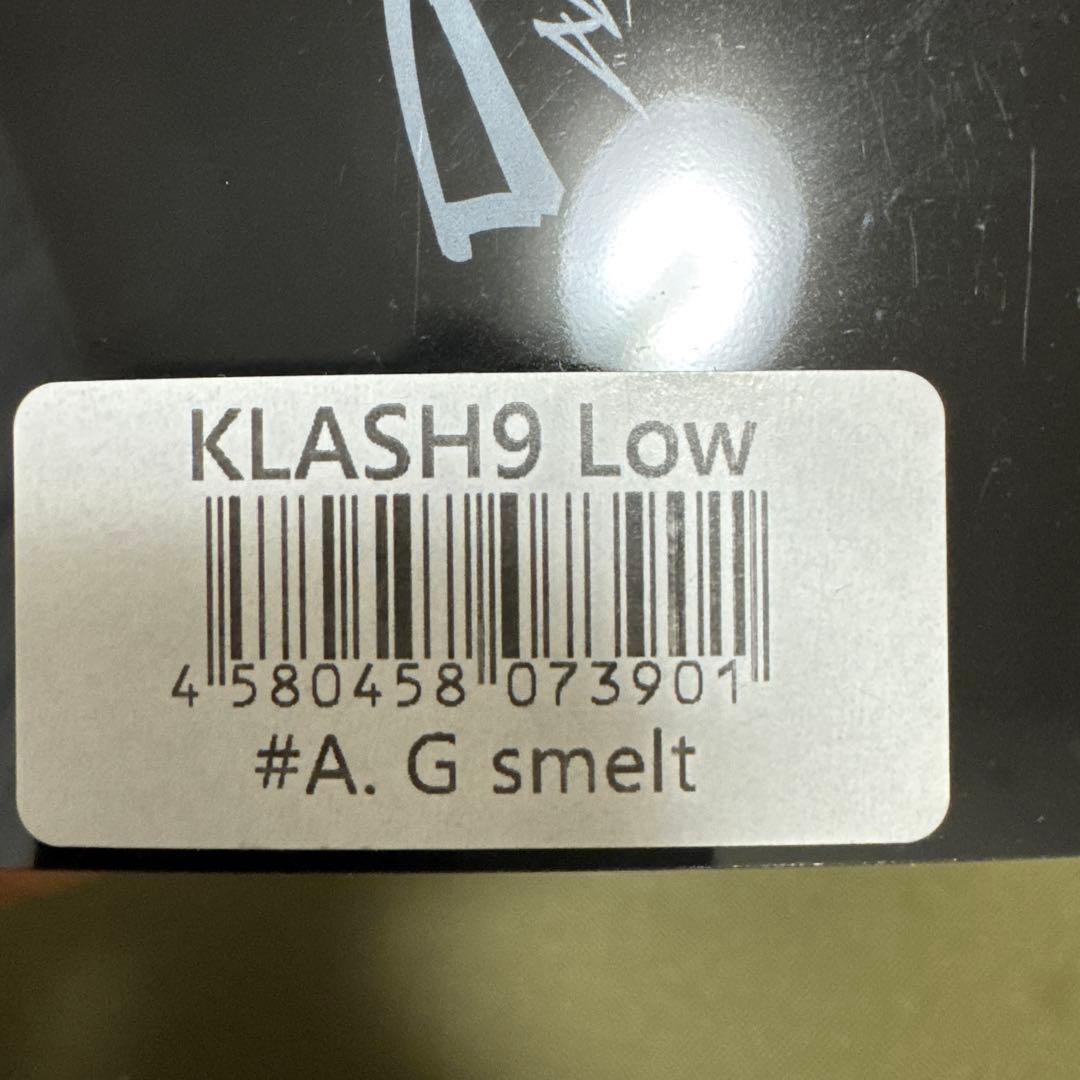 KLASH9 Low
4 580458 073901
#A. G smelt